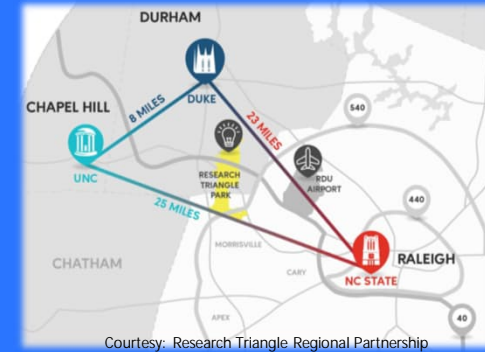 DURHAM
DUKE
8 MILES
23 MILES
CHAPEL HILL
UNC
540
RESEARCH
TRIANGLE
PARK
RDU
AIRPORT
25 MILES
440
MORRISVILLE
CHATHAM
CARY
RALEIGH
NC STATE
APEX
40
Courtesy: Research Triangle Regional Partnership